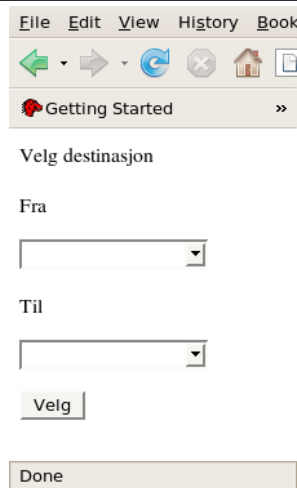 File Edit View History Book
Getting Started »
Velg destinasjon
Fra
Til
Velg
Done